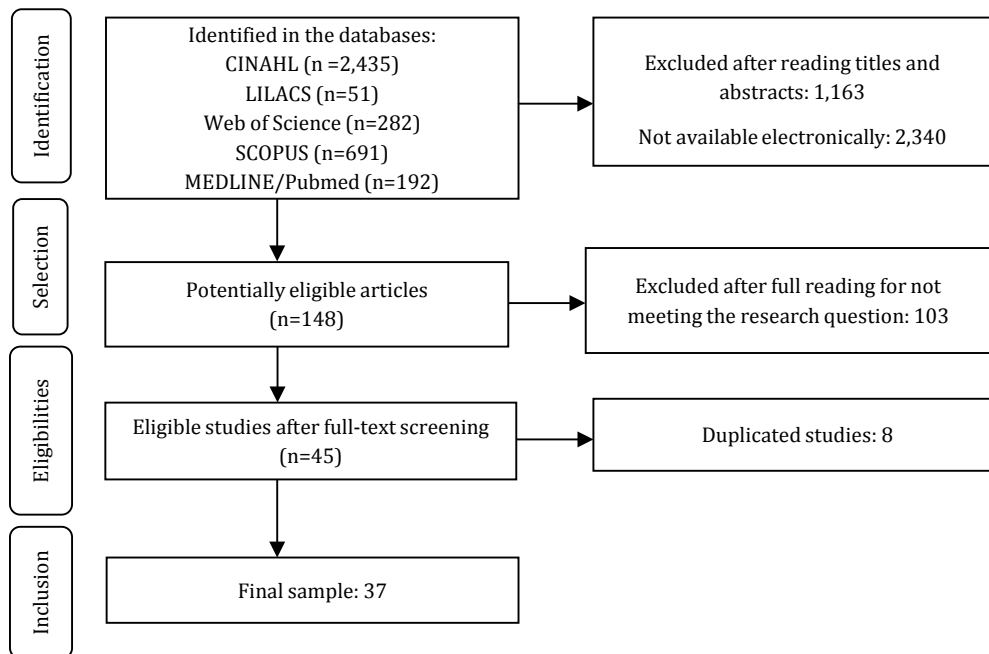 Identification
Identified in the databases:
CINAHL (n =2,435)
LILACS (n=51)
Web of Science (n=282)
SCOPUS (n=691)
MEDLINE/Pubmed (n=192)
Excluded after reading titles and
abstracts: 1,163
Not available electronically: 2,340
Selection
Potentially eligible articles
(n=148)
Excluded after full reading for not
meeting the research question: 103
Eligibilities
Eligible studies after full-text screening
(n=45)
Duplicated studies: 8
Inclusion
Final sample: 37